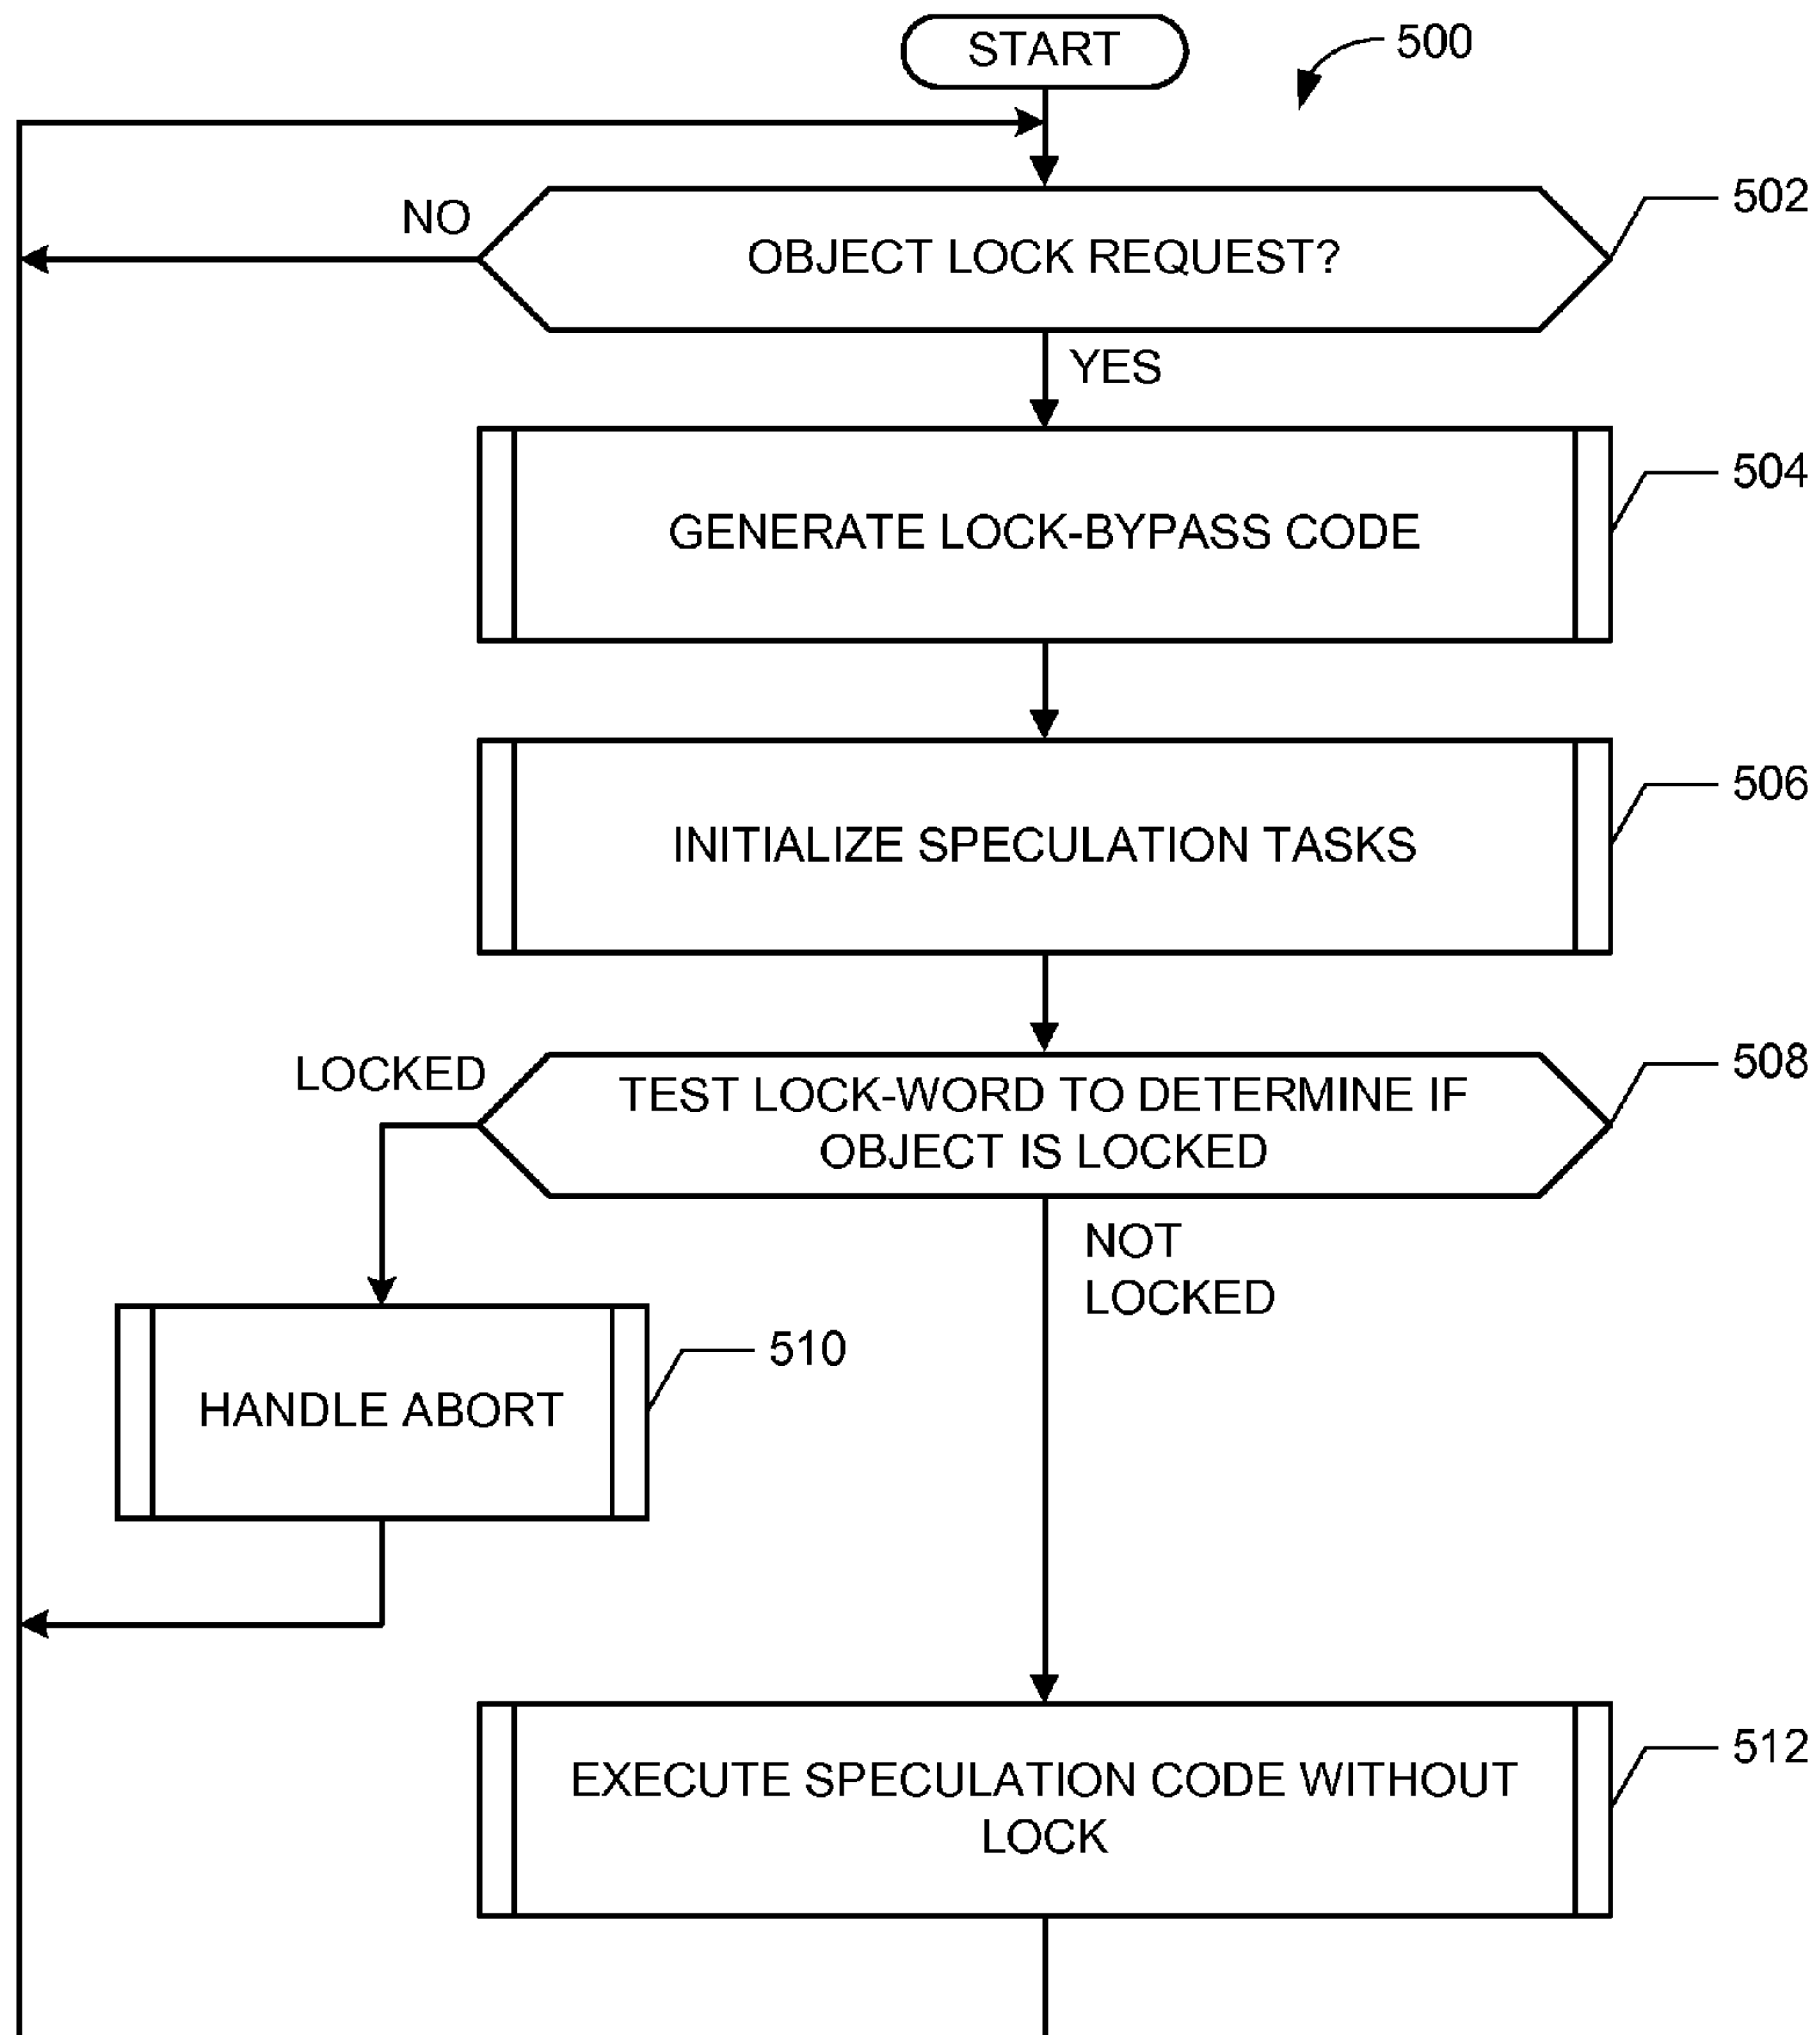 START
500
NO
OBJECT LOCK REQUEST?
502
YES
GENERATE LOCK-BYPASS CODE
504
INITIALIZE SPECULATION TASKS
506
LOCKED
TEST LOCK-WORD TO DETERMINE IF
OBJECT IS LOCKED
508
NOT
LOCKED
HANDLE ABORT
510
EXECUTE SPECULATION CODE WITHOUT
LOCK
512